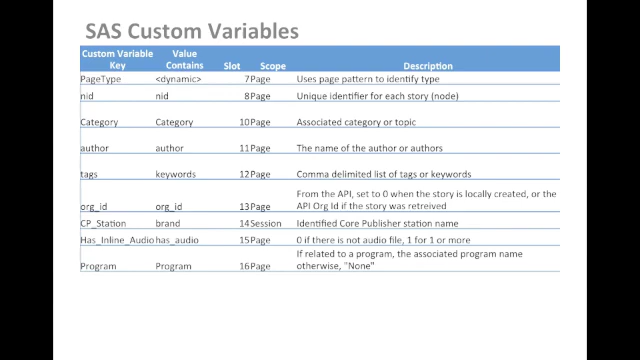 SAS Custom Variables
Custom Variable Key Value Contains Slot Scope Description
PageType <dynamic> 7 Page Uses page pattern to identify type
nid nid 8 Page Unique identifier for each story (node)
Category Category 10 Page Associated category or topic
author author 11 Page The name of the author or authors
tags keywords 12 Page Comma delimited list of tags or keywords
From the API, set to 0 when the story is locally created, or the
org_id org_id 13 Page API Org Id if the story was retreived
CP_Station brand 14 Session Identified Core Publisher station name
Has_Inline_Audio has_audio 15 Page 0 if there is not audio file, 1 for 1 or more
If related to a program, the associated program name
Program Program 16 Page otherwise, "None"